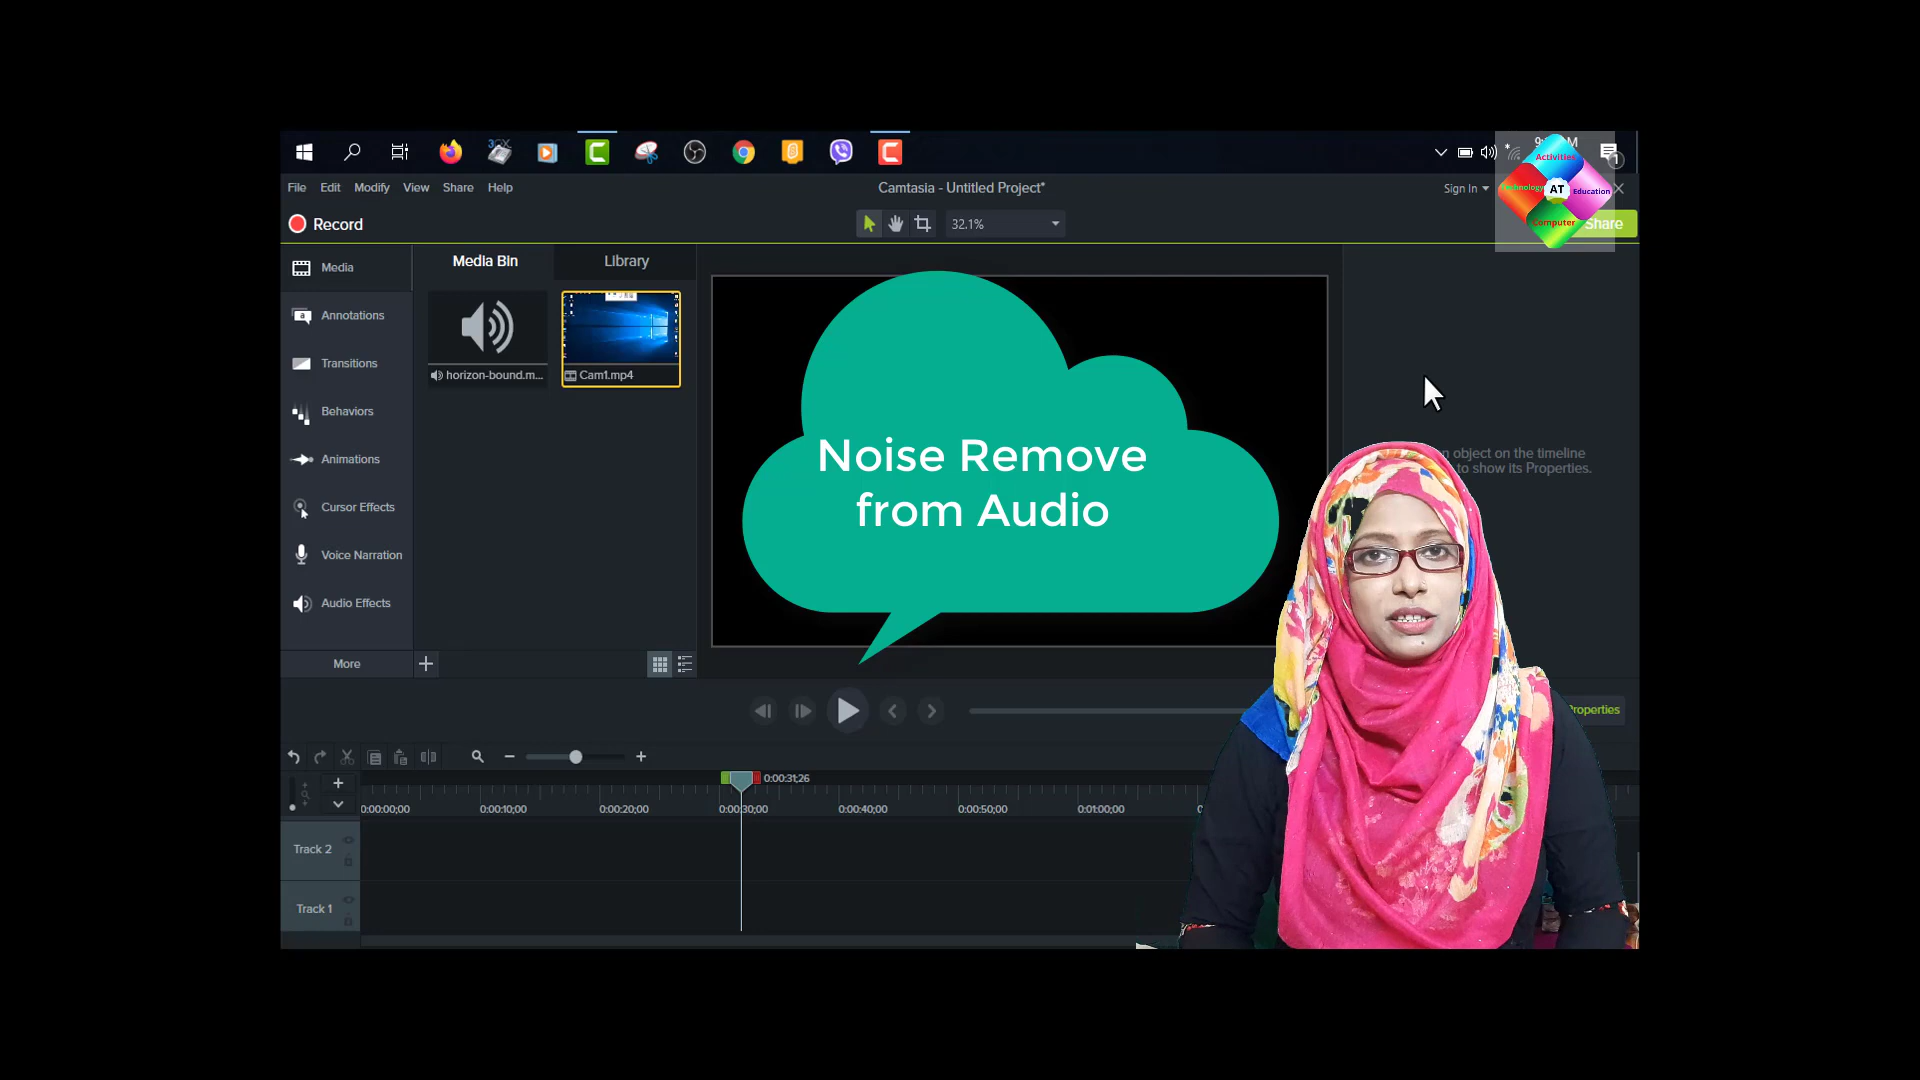 File Edit Modify View Share Help
Camtasia - Untitled Project*
Sign In
Record
32.1%
Share
Activities
Technology
AT
Education
Computer
1
Media
Annotations
Transitions
Behaviors
Animations
Cursor Effects
Voice Narration
Audio Effects
More
Media Bin
Library
horizon-bound.m...
Cam1.mp4
Noise Remove
from Audio
object on the timeline
to show its Properties.
Properties
0:00:31;26
0:00:00;00 0:00:10;00 0:00:20;00 0:00:30;00 0:00:40;00 0:00:50;00 0:01:00;00
Track 2
Track 1